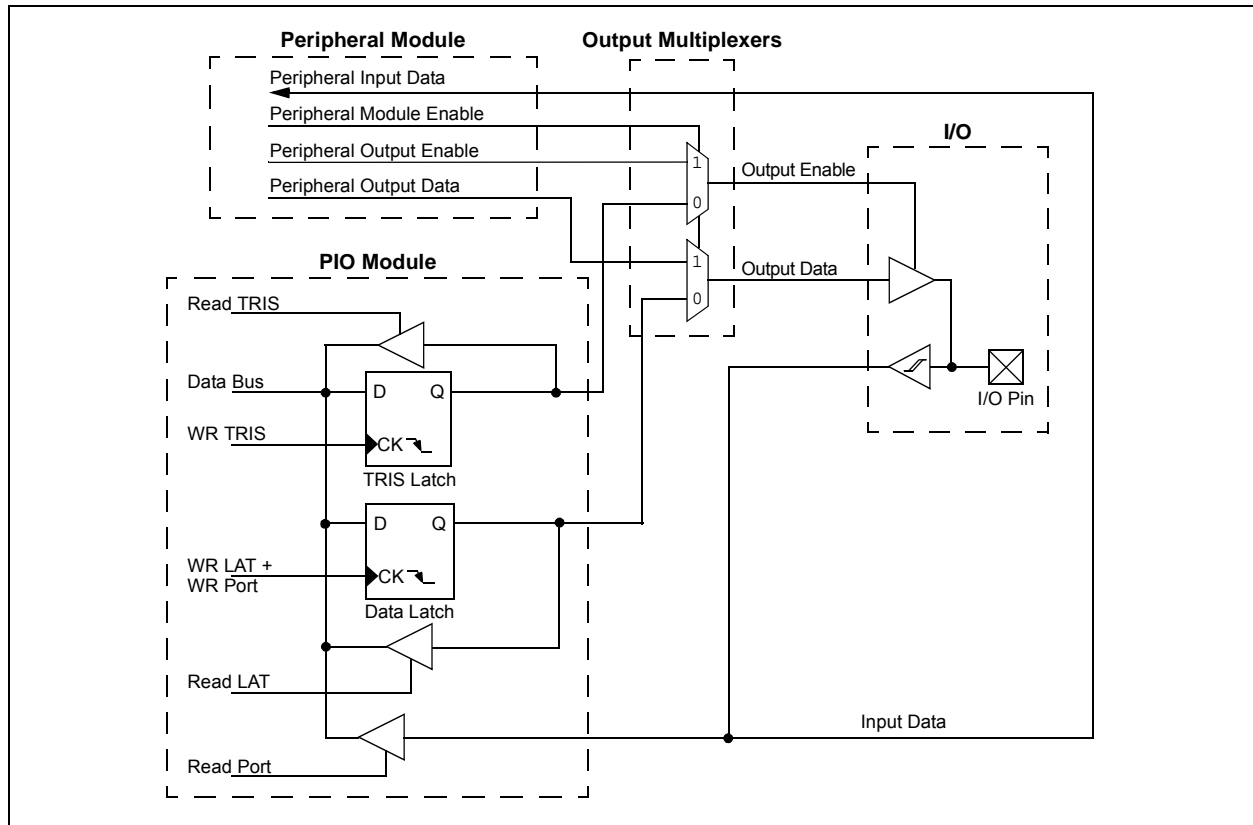 Peripheral Module
Output Multiplexers
Peripheral Input Data
Peripheral Module Enable
Peripheral Output Enable
Peripheral Output Data
1
0
1
0
Output Enable
Output Data
I/O
I/O Pin
PIO Module
Read TRIS
Data Bus
WR TRIS
D
Q
CK
TRIS Latch
D
Q
CK
Data Latch
WR LAT +
WR Port
Read LAT
Read Port
Input Data